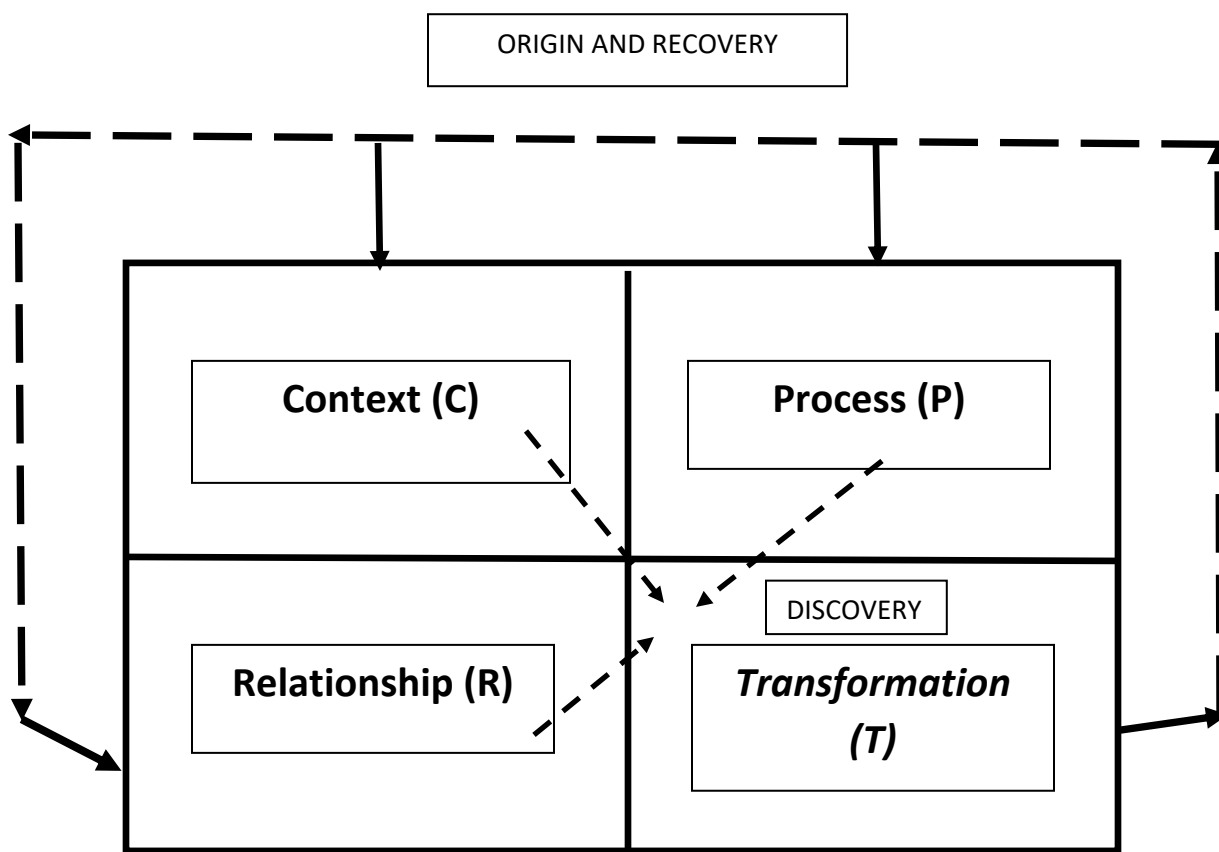 ORIGIN AND RECOVERY
Context (C)
Process (P)
DISCOVERY
Relationship (R)
Transformation
(T)